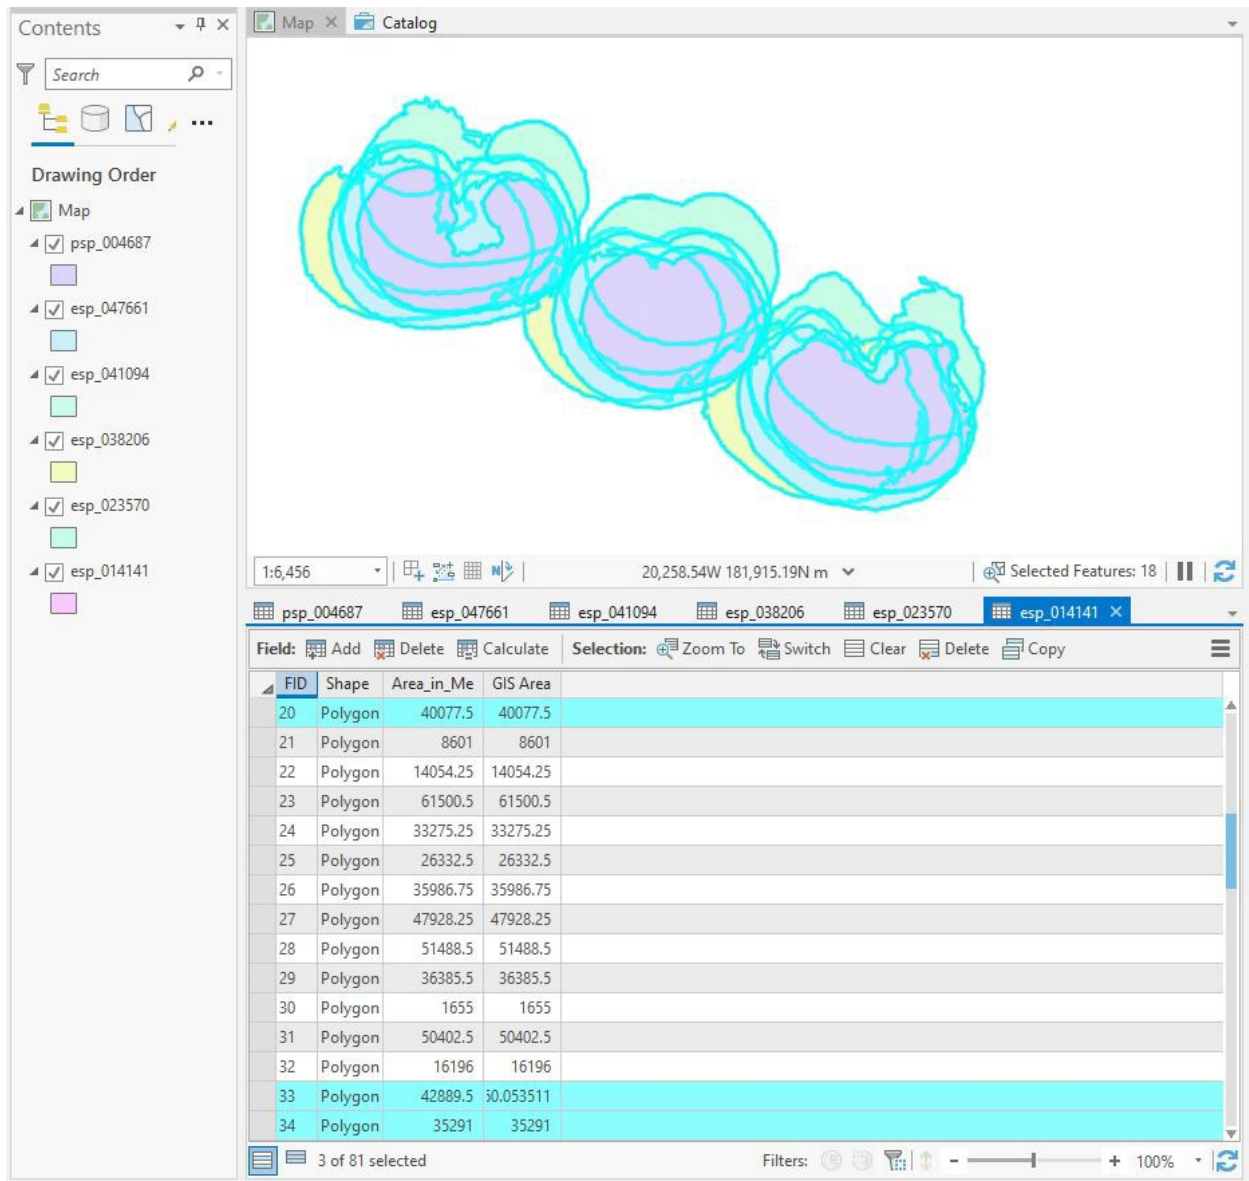 Contents
Search
Drawing Order
Map
psp_004687
esp_047661
esp_041094
esp_038206
esp_023570
esp_014141
Map Catalog
1:6,456 20,258.54W 181,915.19N m Selected Features: 18
psp_004687 esp_047661 esp_041094 esp_038206 esp_023570 esp_014141
Field: Add Delete Calculate Selection: Zoom To Switch Clear Delete Copy
FID Shape Area_in_Me GIS Area
20 Polygon 40077.5 40077.5
21 Polygon 8601 8601
22 Polygon 14054.25 14054.25
23 Polygon 61500.5 61500.5
24 Polygon 33275.25 33275.25
25 Polygon 26332.5 26332.5
26 Polygon 35986.75 35986.75
27 Polygon 47928.25 47928.25
28 Polygon 51488.5 51488.5
29 Polygon 36385.5 36385.5
30 Polygon 1655 1655
31 Polygon 50402.5 50402.5
32 Polygon 16196 16196
33 Polygon 42889.5 50.053511
34 Polygon 35291 35291
3 of 81 selected Filters: - + 100%